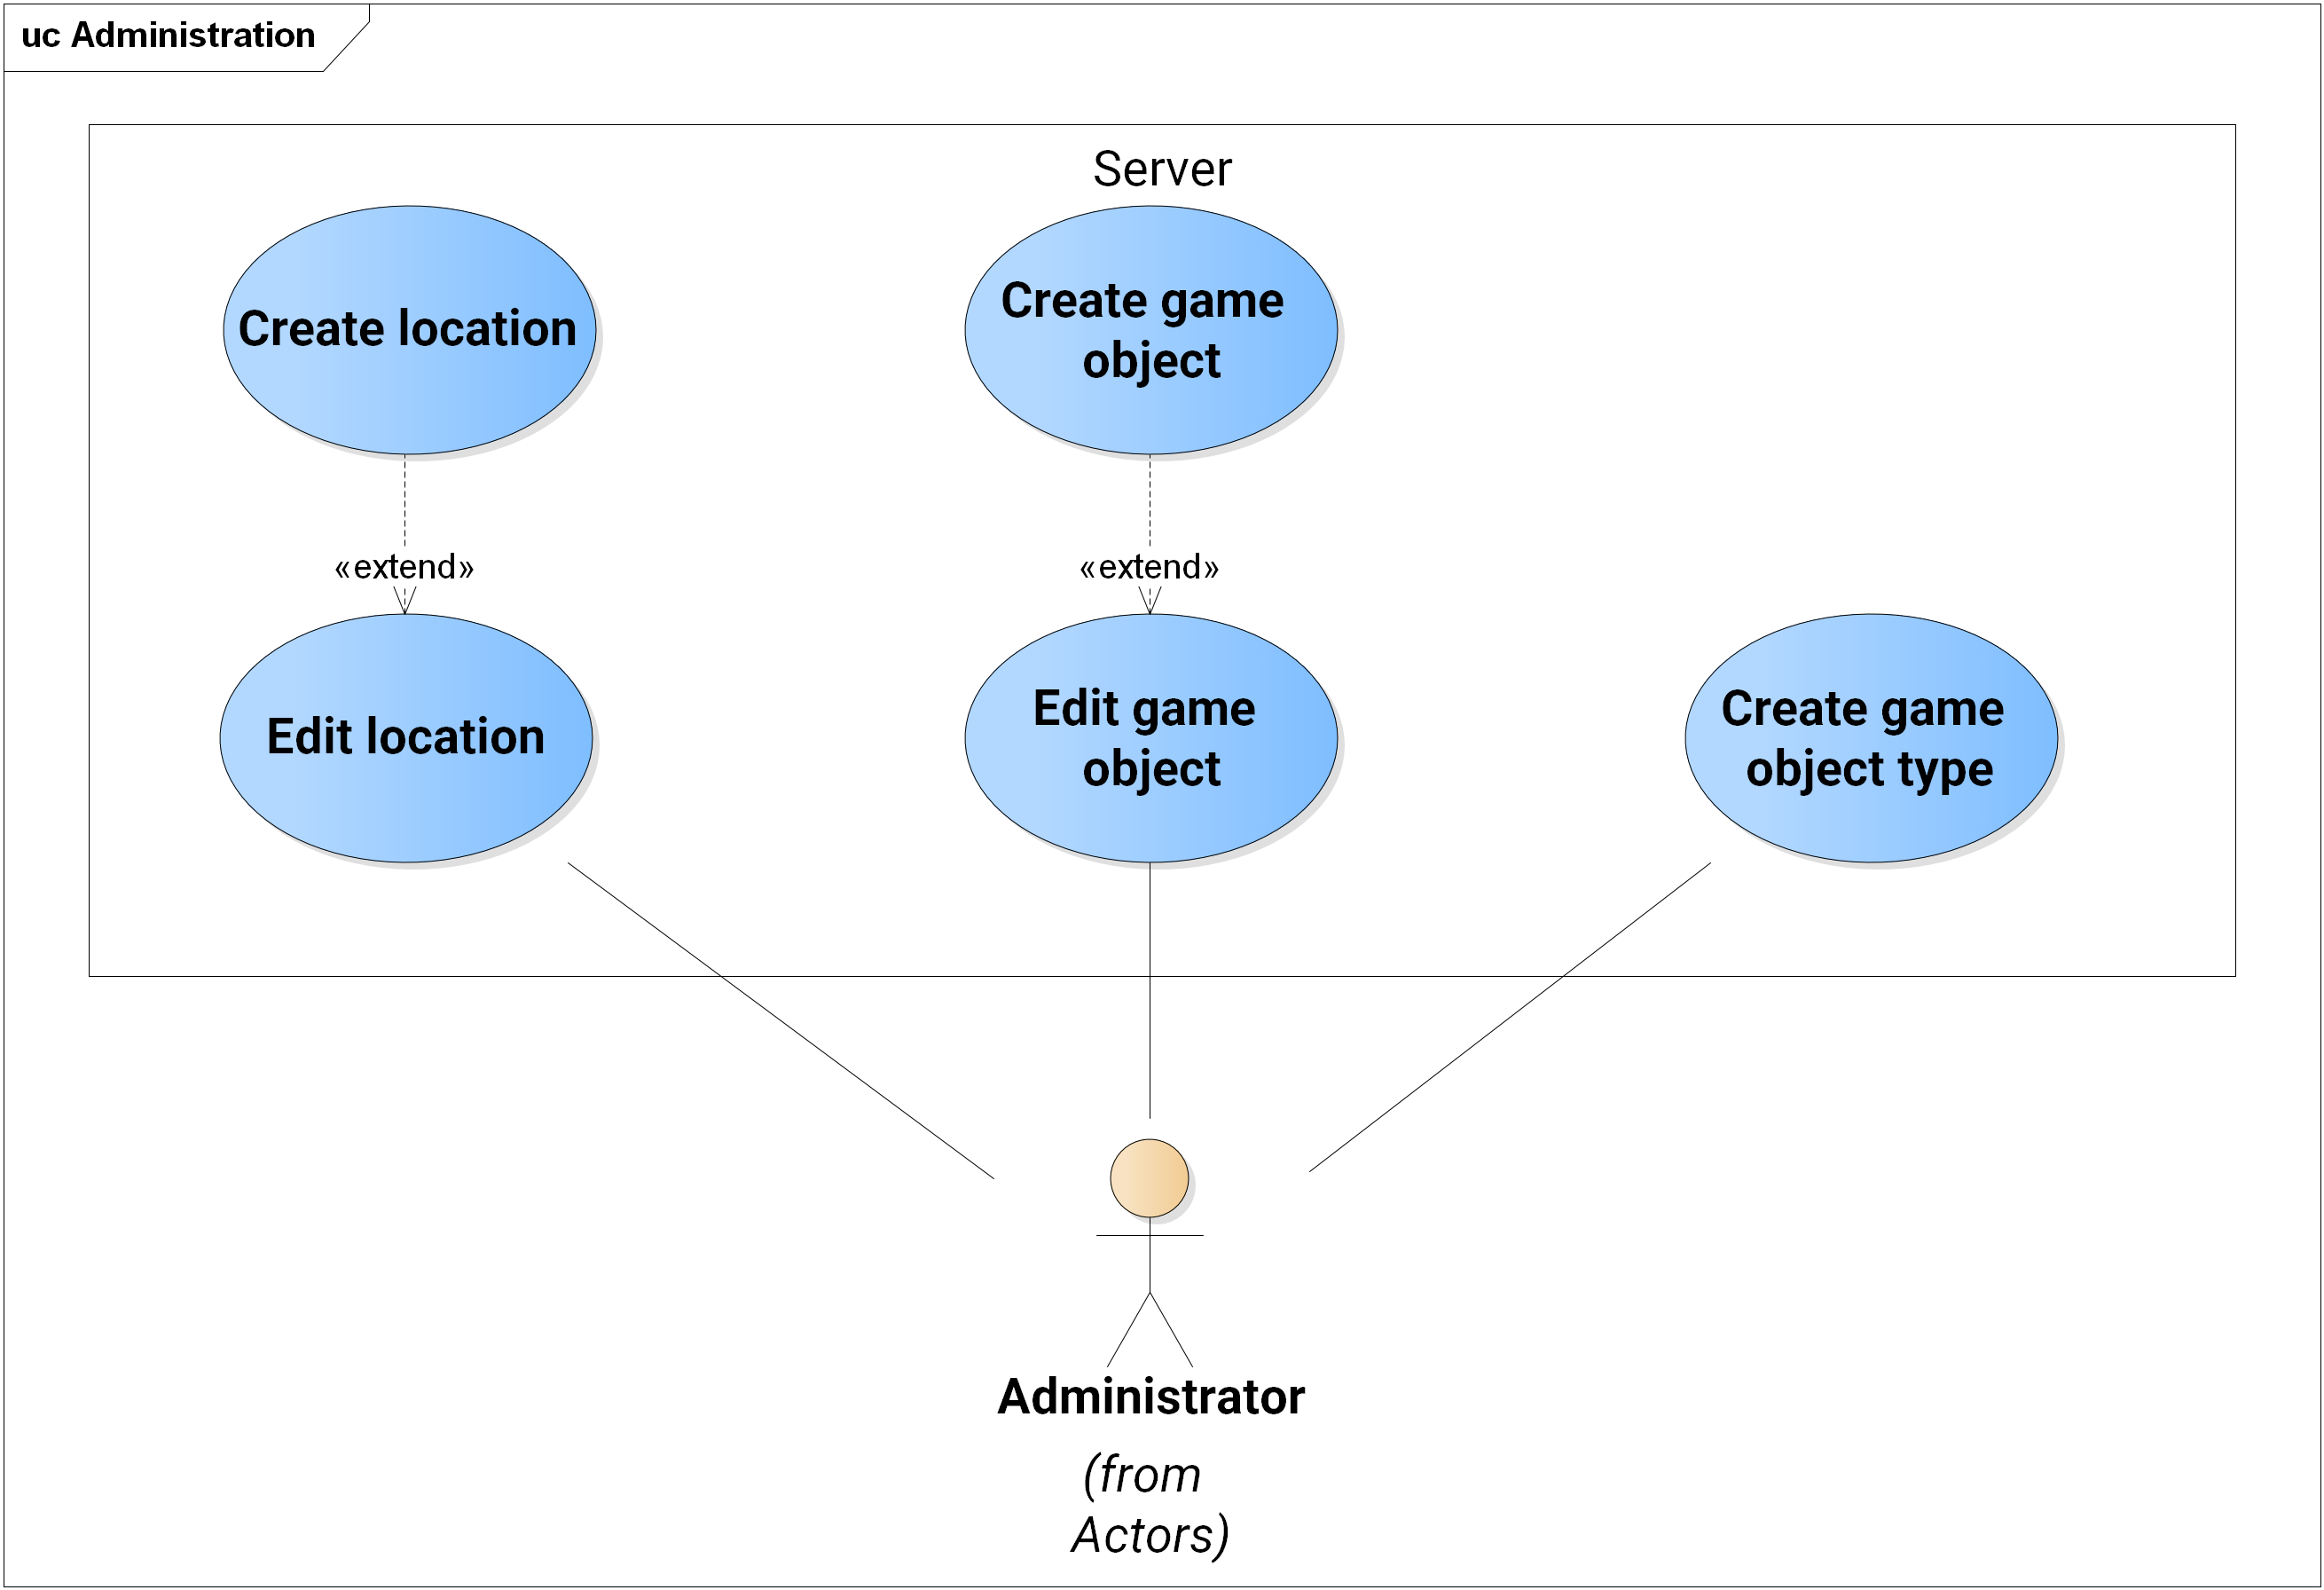 uc Administration
Server
Create location
Create game
object
«extend»
«extend»
Edit location
Edit game
object
Create game
object type
Administrator
(from
Actors)